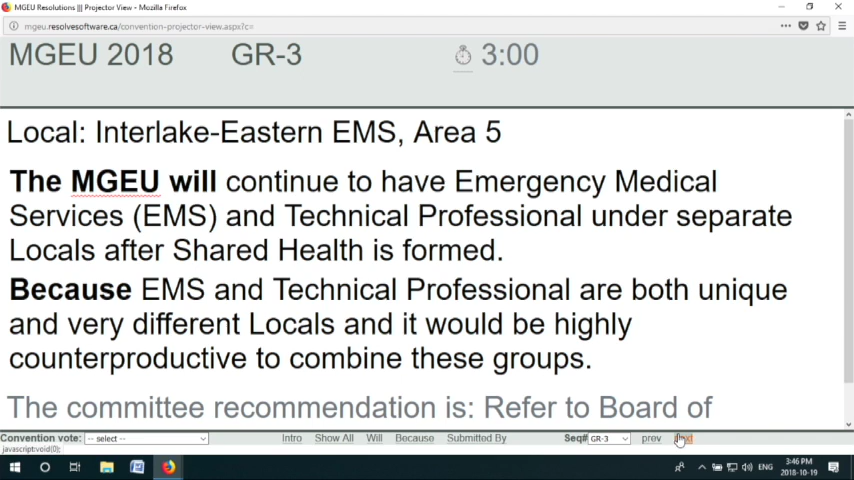 MGEU Resolutions ||| Projector View - Mozilla Firefox
mgeu.resolvesoftware.ca/convention-projector-view.aspx?c=
MGEU 2018 GR-3 3:00
Local: Interlake-Eastern EMS, Area 5
The MGEU will continue to have Emergency Medical
Services (EMS) and Technical Professional under separate
Locals after Shared Health is formed.
Because EMS and Technical Professional are both unique
and very different Locals and it would be highly
counterproductive to combine these groups.
The committee recommendation is: Refer to Board of
Convention vote: -- select -- Intro Show All Will Because Submitted By Seq# GR-3 prev next
javascript:void(0);
ENG 3:46 PM
2018-10-19